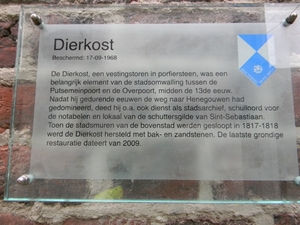 Dierkost
Beschermd: 17-09-1968
De Dierkost, een vestingstoren in porfiersteen, was een
belangrijk element van de stadsomwalling tussen de
Putsemeinpoort en de Overpoort, midden de 13de eeuw.
Nadat hij gedurende eeuwen de weg naar Henegouwen had
gedomineerd, deed hij o.a. ook dienst als stadsarchief, schuiloord voor
de notabelen en lokaal van de schuttersgilde van Sint-Sebastiaan.
Toen de stadsmuren van de bovenstad werden gesloopt in 1817-1818
werd de Dierkost hersteld met bak- en zandstenen. De laatste grondige
restauratie dateert van 2009.